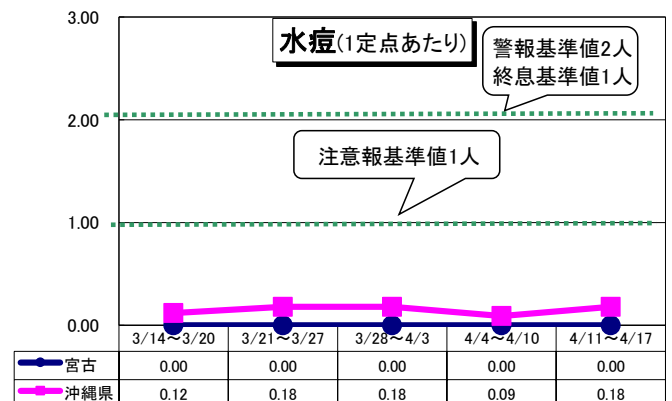 3.00
水痘(1定点あたり)
警報基準値2人
終息基準値1人
2.00
注意報基準値1人
1.00
0.00
3/14～3/20 3/21～3/27 3/28～4/3 4/4～4/10 4/11～4/17
宮古 0.00 0.00 0.00 0.00 0.00
沖縄県 0.12 0.18 0.18 0.09 0.18